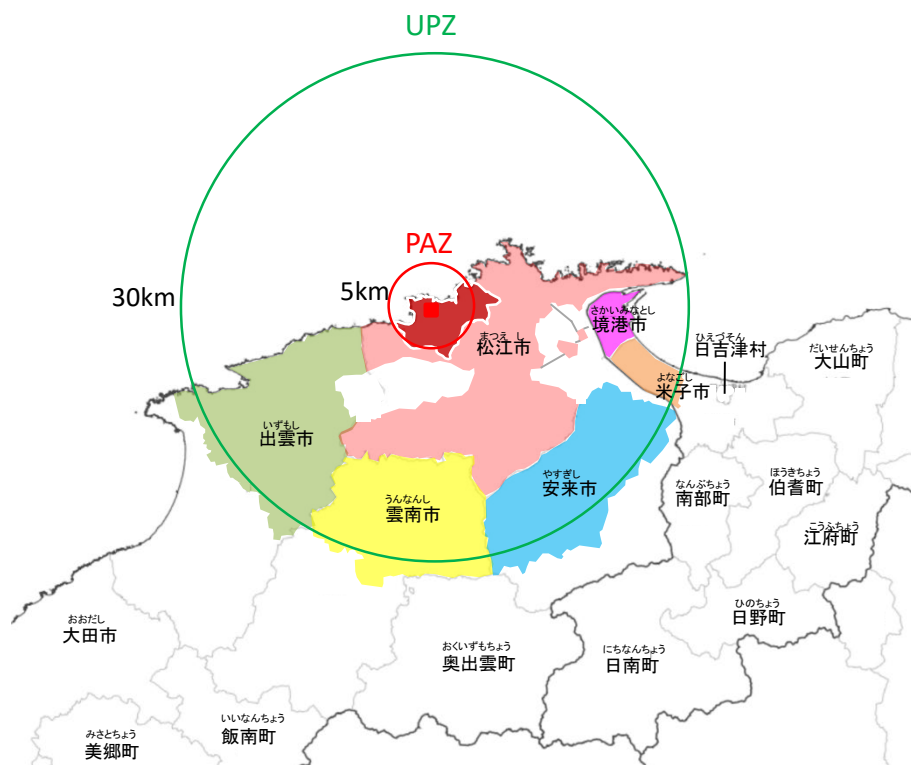 UPZ
PAZ
30km
5km
さかいみなとし
境港市
まつえ し
松江市
ひえづそん
日吉津村
だいせんちょう
大山町
よなごし
米子市
いずもし
出雲市
やすぎし
安来市
なんぶちょう
南部町
ほうきちょう
伯耆町
うんなんし
雲南市
こうふちょう
江府町
ひのちょう
日野町
おおだし
大田市
おくいずもちょう
奥出雲町
にちなんちょう
日南町
いいなんちょう
飯南町
みさとちょう
美郷町